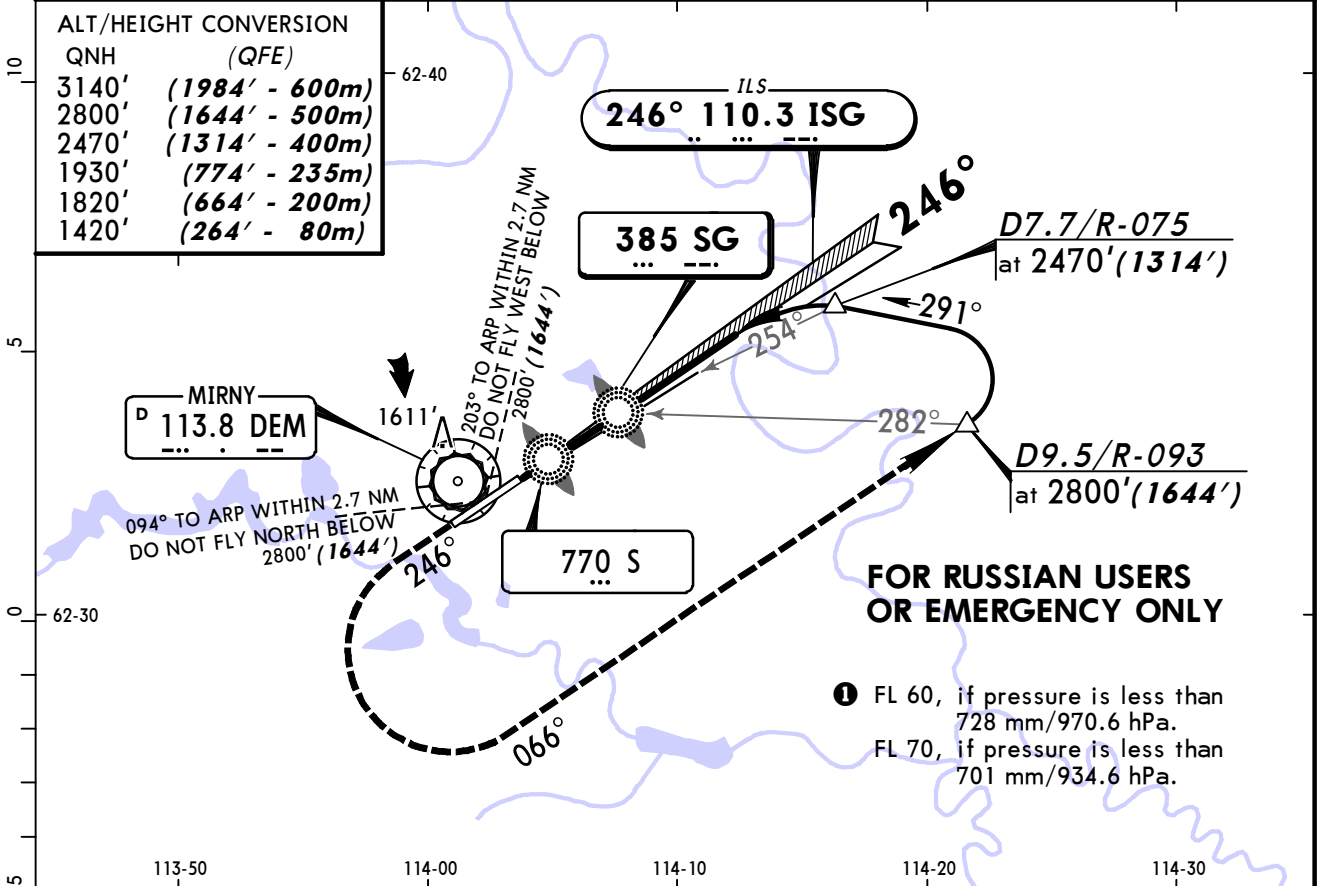 ALT/HEIGHT CONVERSION
QNH (QFE)
3140' (1984' - 600m)
2800' (1644' - 500m)
2470' (1314' - 400m)
1930' (774' - 235m)
1820' (664' - 200m)
1420' (264' - 80m)
10
62-40
ILS
246° 110.3 ISG
246°
385 SG
D7.7/R-075
at 2470'(1314')
291°
254°
203° TO ARP WITHIN 2.7 NM
DO NOT FLY WEST BELOW
2800' (1644')
5
MIRNY
D 113.8 DEM
1611'
282°
D9.5/R-093
at 2800'(1644')
094° TO ARP WITHIN 2.7 NM
DO NOT FLY NORTH BELOW
2800' (1644')
246°
770 S
FOR RUSSIAN USERS
OR EMERGENCY ONLY
0
62-30
1 FL 60, if pressure is less than
728 mm/970.6 hPa.
FL 70, if pressure is less than
701 mm/934.6 hPa.
066°
5
113-50
114-00
114-10
114-20
114-30